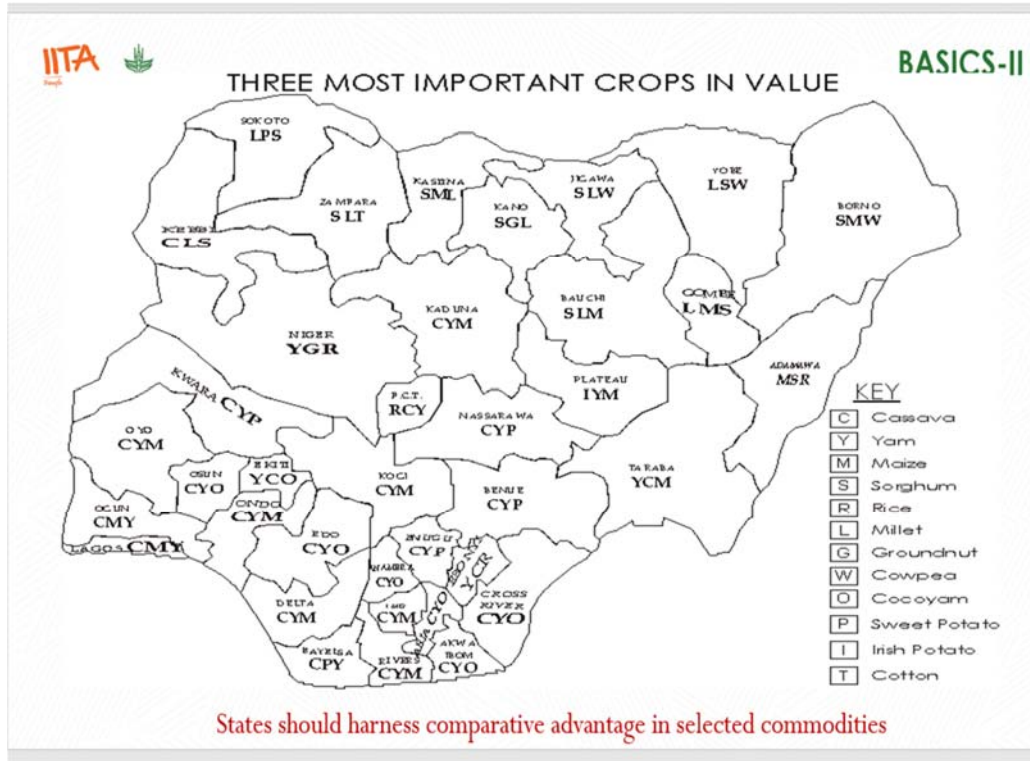 IITA
BASICS-II
THREE MOST IMPORTANT CROPS IN VALUE
SOKOTO
LPS
ZAMFARA
SLT
KEBBI
CLS
KATSINA
SML
KANO
SGL
JIGAWA
SLW
YOBE
LSW
BORNO
SMW
NIGER
YGR
KADUNA
CYM
BAUCHI
SLM
GOMBE
LMS
ADAMAWA
MSR
PLATEAU
IYM
F.C.T.
RCY
NASSARAWA
CYP
KWARA CYP
OYO
CYM
OSUN
CYO
EKITI
YCO
KOGI
CYM
BENUE
CYP
TARABA
YCM
OGUN
CMY
ONDO
CYM
LAGOS CMY
EDO
CYO
ENUGU
CYP
EBONYI
YCR
CYO
CROSS
RIVER
CYO
DELTA
CYM
IMO
CYM
ABIA CYO
BAYELSA
CPY
RIVERS
CYM
AKWA
IBOM
CYO
KEY
C Cassava
Y Yam
M Maize
S Sorghum
R Rice
L Millet
G Groundnut
W Cowpea
O Cocoyam
P Sweet Potato
I Irish Potato
T Cotton
States should harness comparative advantage in selected commodities